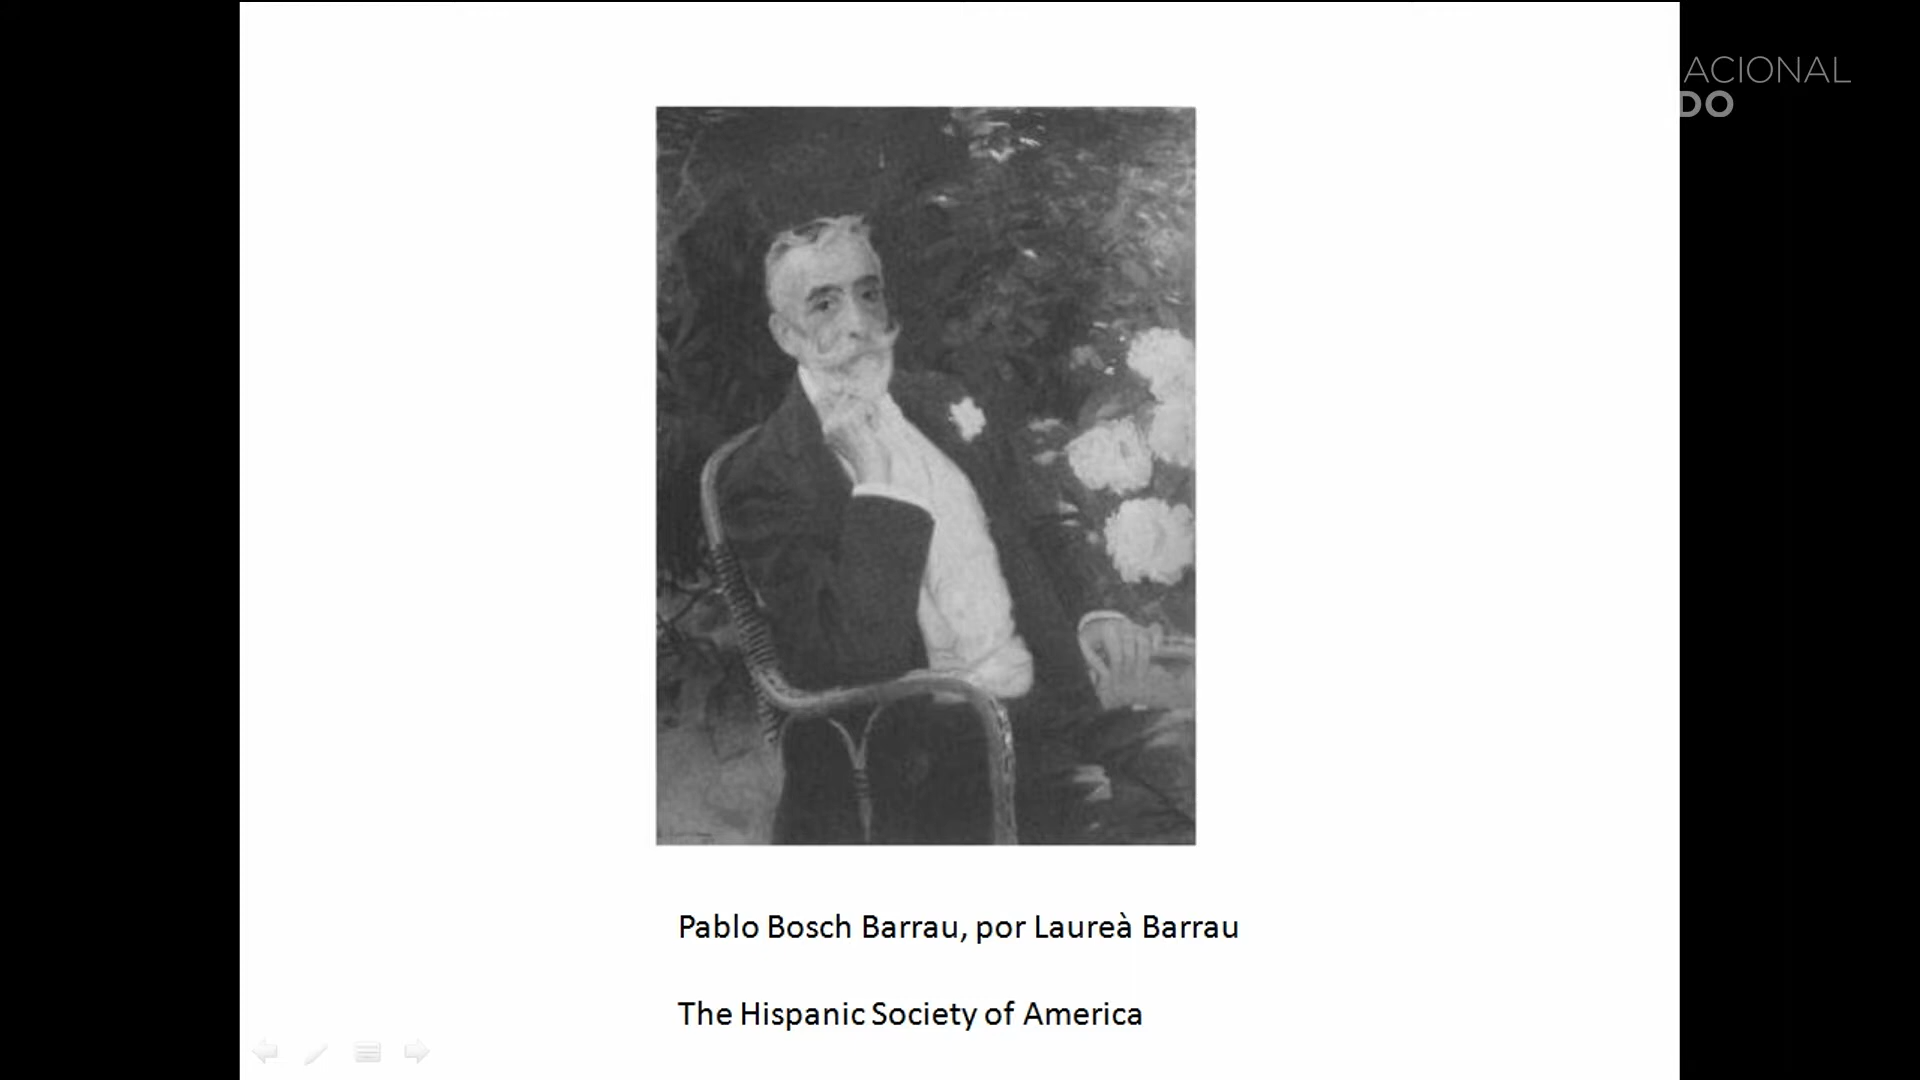 ACIONAL
DO
Pablo Bosch Barrau, por Laureà Barrau
The Hispanic Society of America